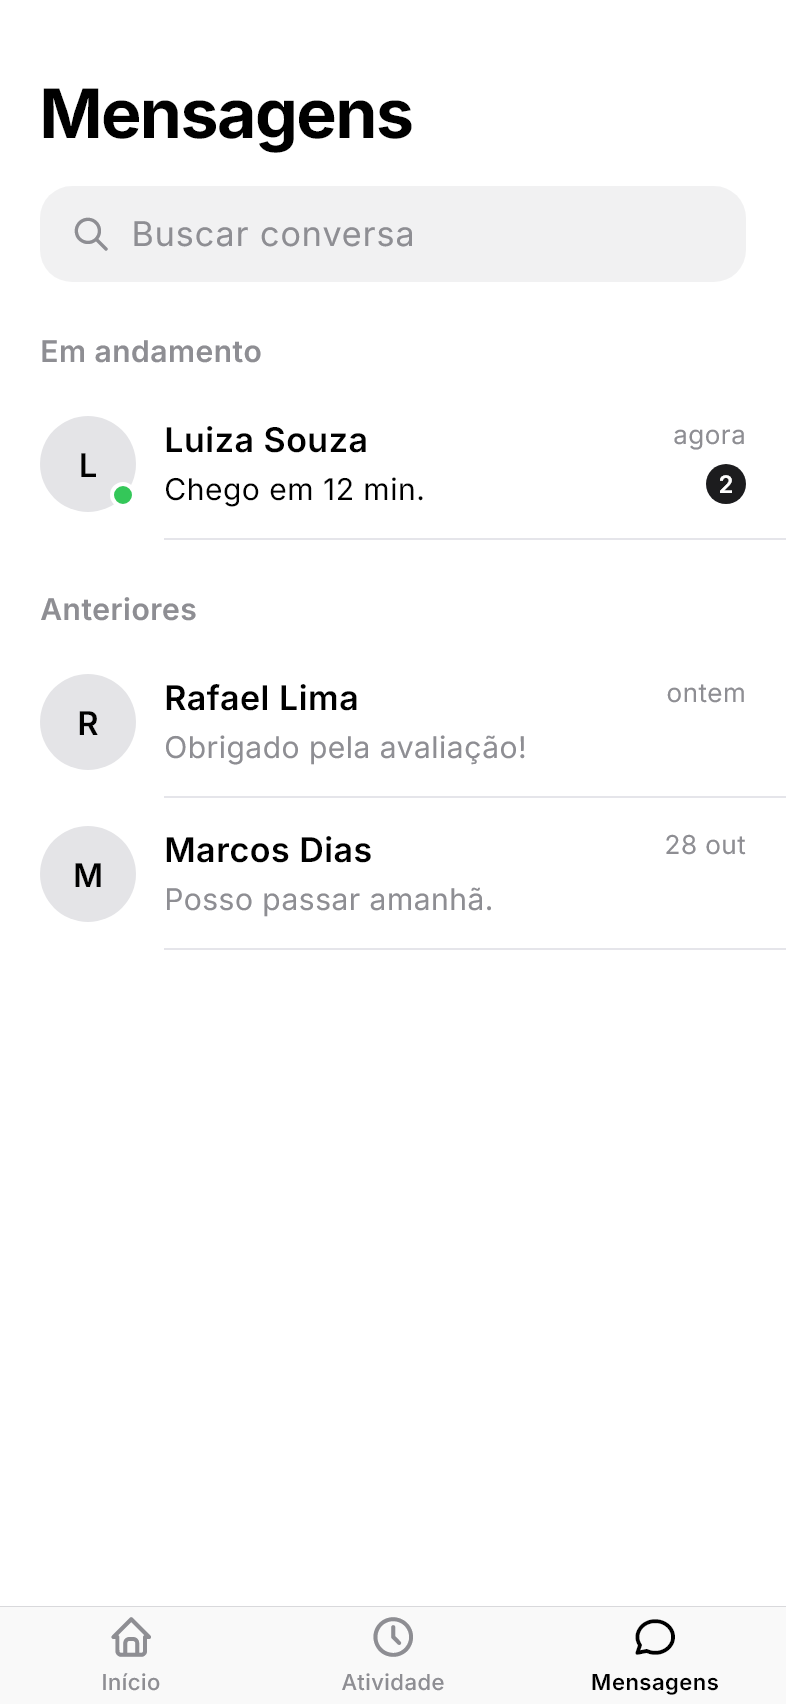 Mensagens
Buscar conversa
Em andamento
L
Luiza Souza
agora
Chego em 12 min.
2
Anteriores
R
Rafael Lima
ontem
Obrigado pela avaliação!
M
Marcos Dias
28 out
Posso passar amanhã.
Início
Atividade
Mensagens